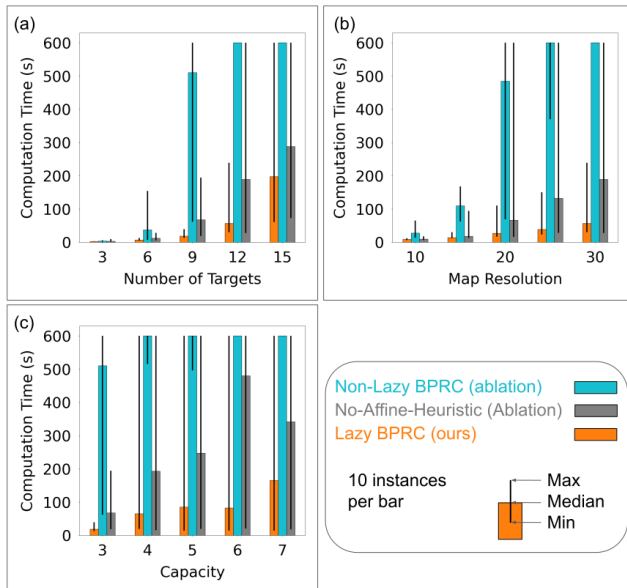 (a)
Computation Time (s)
600
500
400
300
200
100
0
3 6 9 12 15
Number of Targets
(b)
Computation Time (s)
600
500
400
300
200
100
0
10 20 30
Map Resolution
(c)
Computation Time (s)
600
500
400
300
200
100
0
3 4 5 6 7
Capacity
Non-Lazy BPRC (ablation)
No-Affine-Heuristic (Ablation)
Lazy BPRC (ours)
10 instances
per bar
Max
Median
Min